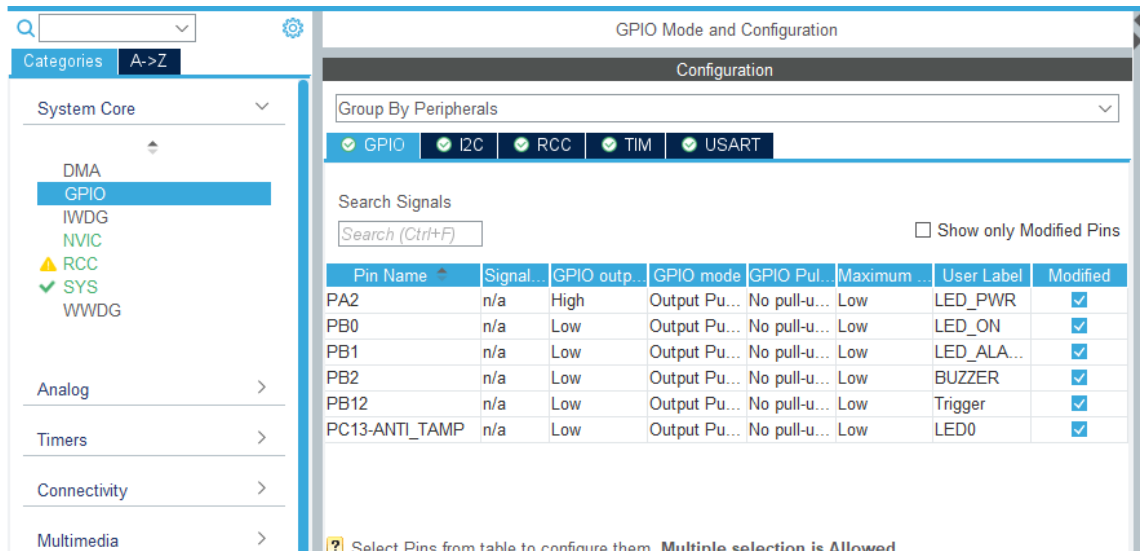 GPIO Mode and Configuration
Categories A->Z
Configuration
System Core
Group By Peripherals
GPIO I2C RCC TIM USART
DMA
GPIO
IWDG
NVIC
RCC
SYS
WWDG
Analog
Timers
Connectivity
Multimedia
Search Signals
Search (Ctrl+F)
Show only Modified Pins
Pin Name Signal... GPIO outp... GPIO mode GPIO Pul... Maximum ... User Label Modified
PA2 n/a High Output Pu... No pull-u... Low LED_PWR
PB0 n/a Low Output Pu... No pull-u... Low LED_ON
PB1 n/a Low Output Pu... No pull-u... Low LED_ALA...
PB2 n/a Low Output Pu... No pull-u... Low BUZZER
PB12 n/a Low Output Pu... No pull-u... Low Trigger
PC13-ANTI_TAMP n/a Low Output Pu... No pull-u... Low LED0
? Select Pins from table to configure them. Multiple selection is Allowed.